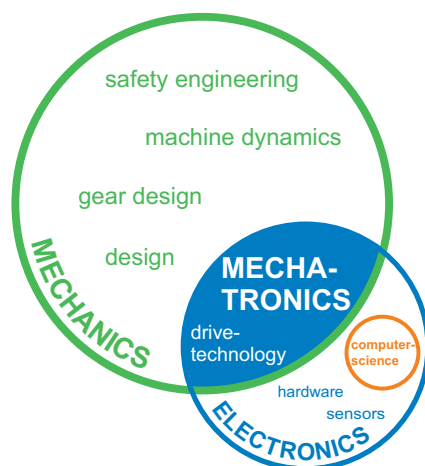 safety engineering
machine dynamics
gear design
design
MECHANICS
MECHA-
TRONICS
drive-
technology
computer-
science
hardware
sensors
ELECTRONICS